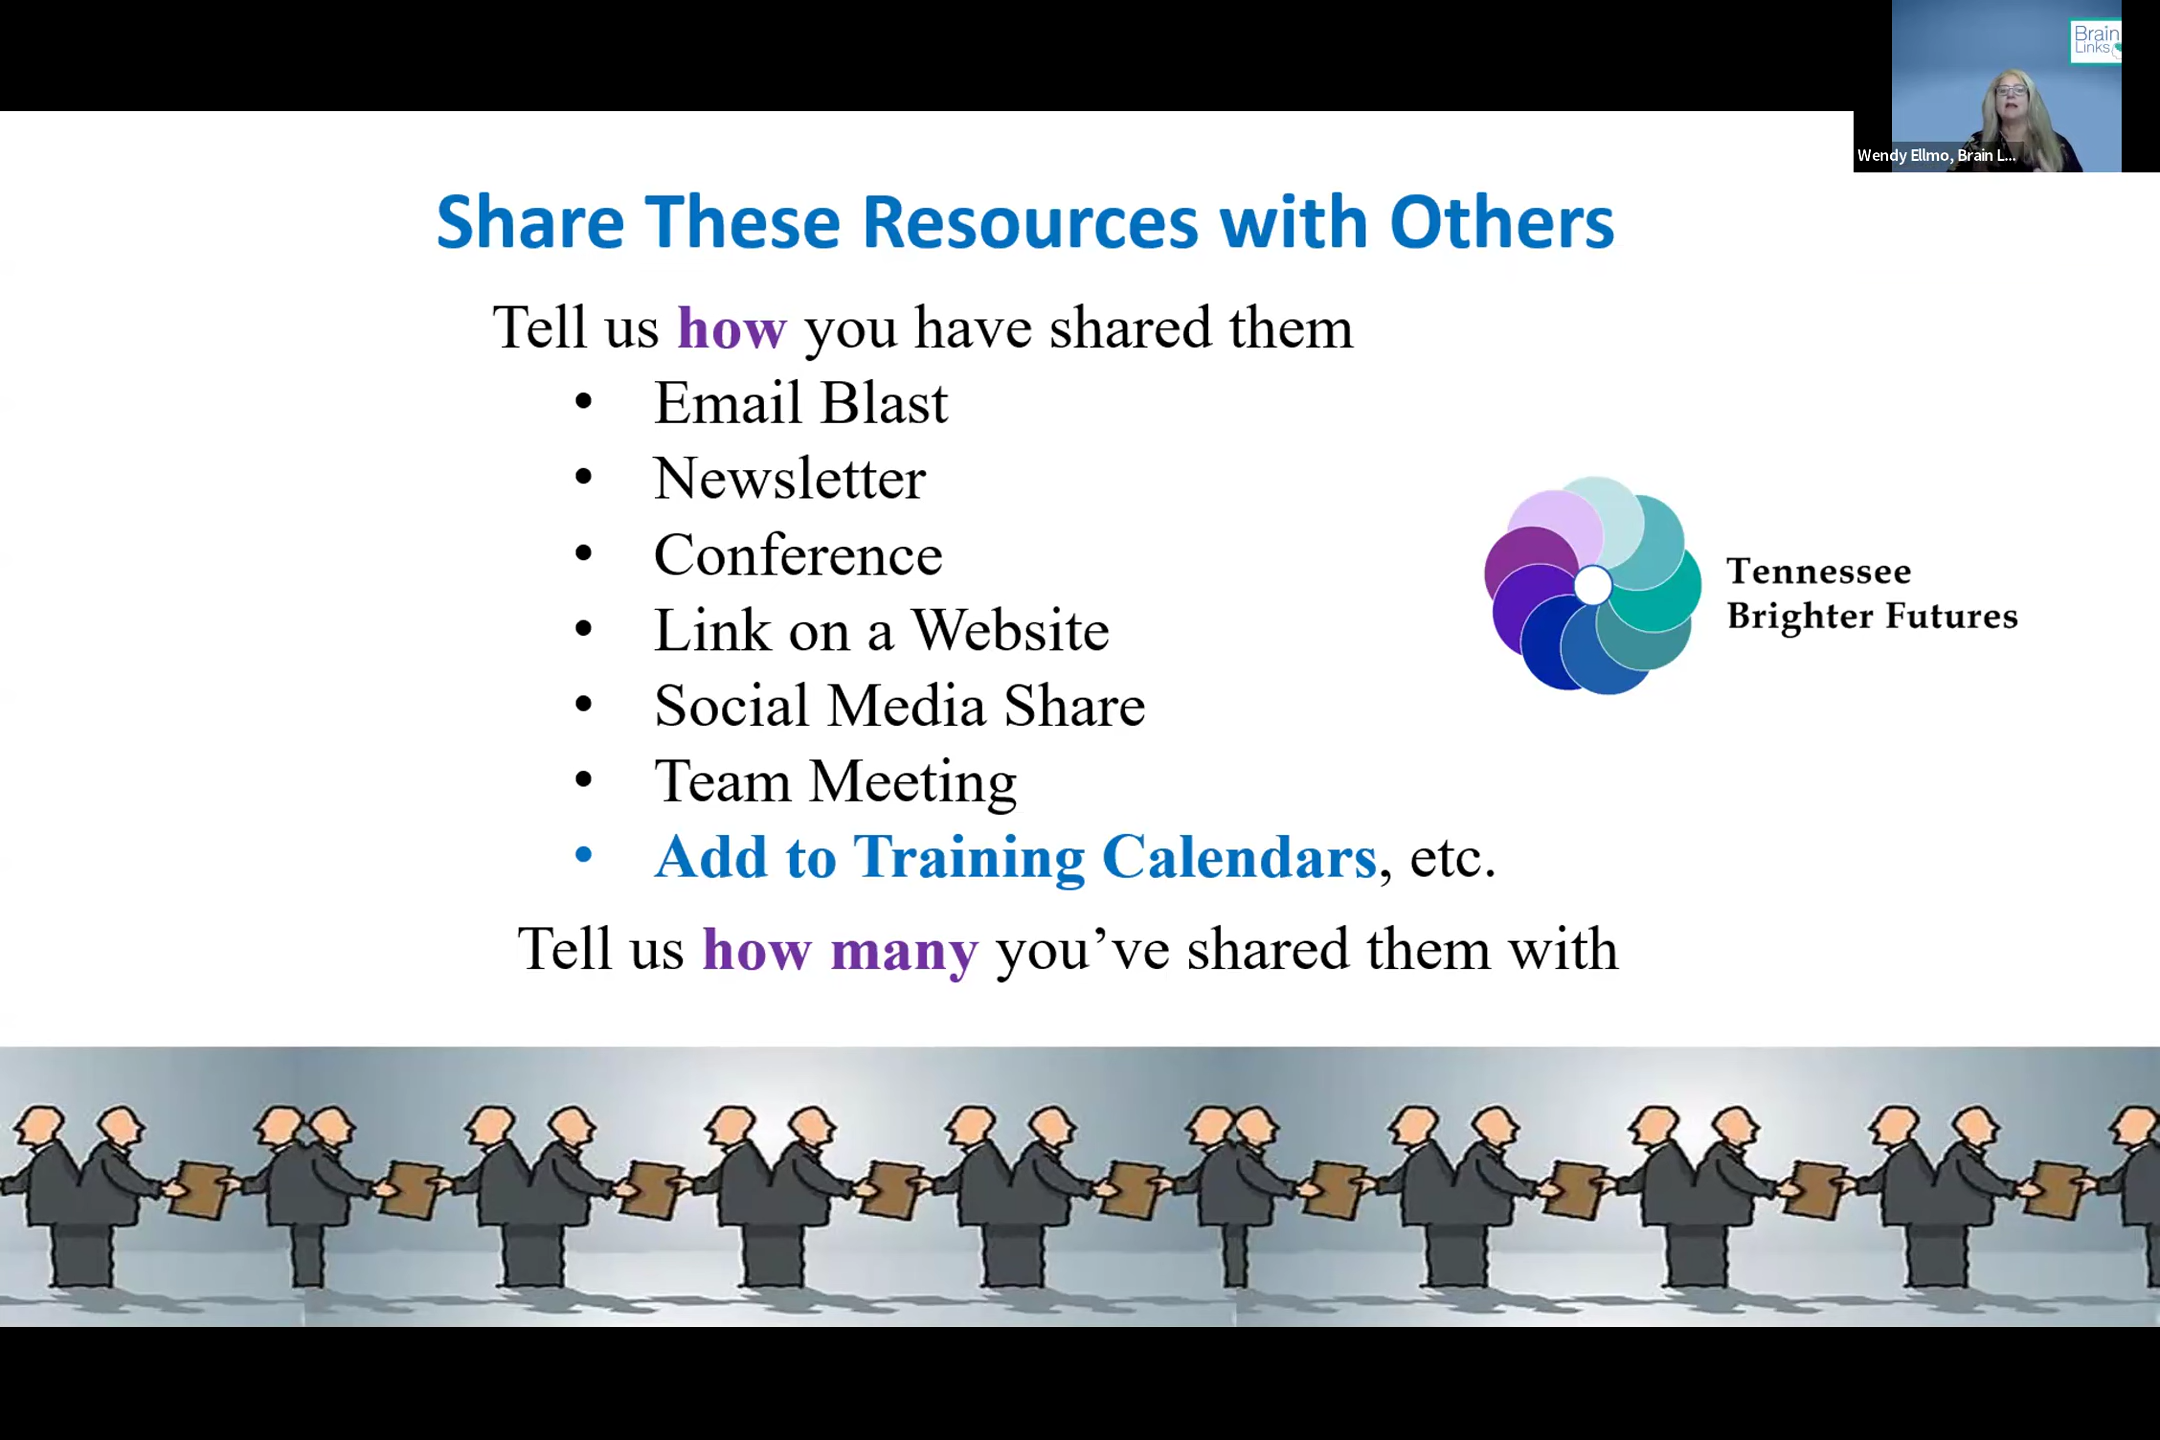 Brain
Links
Wendy Ellmo, Brain L...
Share These Resources with Others
Tell us how you have shared them
• Email Blast
• Newsletter
• Conference
• Link on a Website
• Social Media Share
• Team Meeting
• Add to Training Calendars, etc.
Tennessee
Brighter Futures
Tell us how many you’ve shared them with